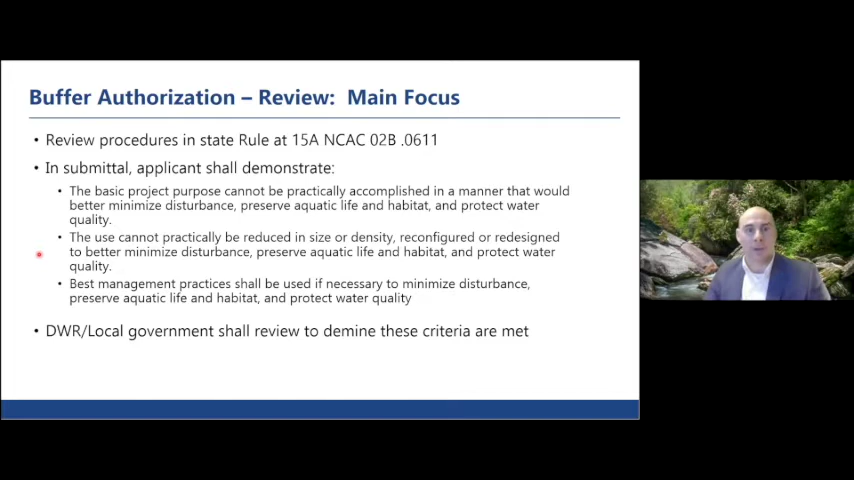 Buffer Authorization – Review: Main Focus
• Review procedures in state Rule at 15A NCAC 02B .0611
• In submittal, applicant shall demonstrate:
• The basic project purpose cannot be practically accomplished in a manner that would
better minimize disturbance, preserve aquatic life and habitat, and protect water
quality.
• The use cannot practically be reduced in size or density, reconfigured or redesigned
to better minimize disturbance, preserve aquatic life and habitat, and protect water
quality.
• Best management practices shall be used if necessary to minimize disturbance,
preserve aquatic life and habitat, and protect water quality
• DWR/Local government shall review to demine these criteria are met